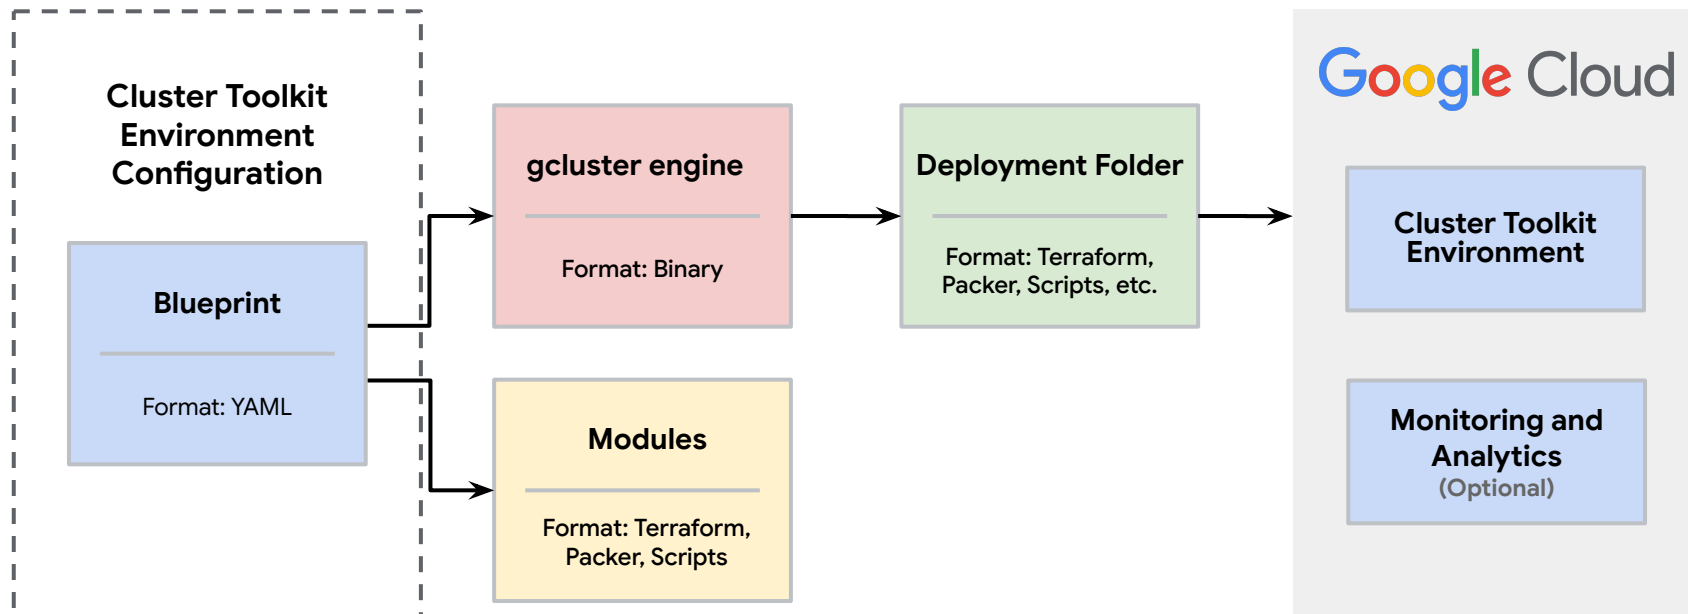 Cluster Toolkit
Environment
Configuration
Blueprint
Format: YAML
gcluster engine
Format: Binary
Modules
Format: Terraform,
Packer, Scripts
Deployment Folder
Format: Terraform,
Packer, Scripts, etc.
Google Cloud
Cluster Toolkit
Environment
Monitoring and
Analytics
(Optional)